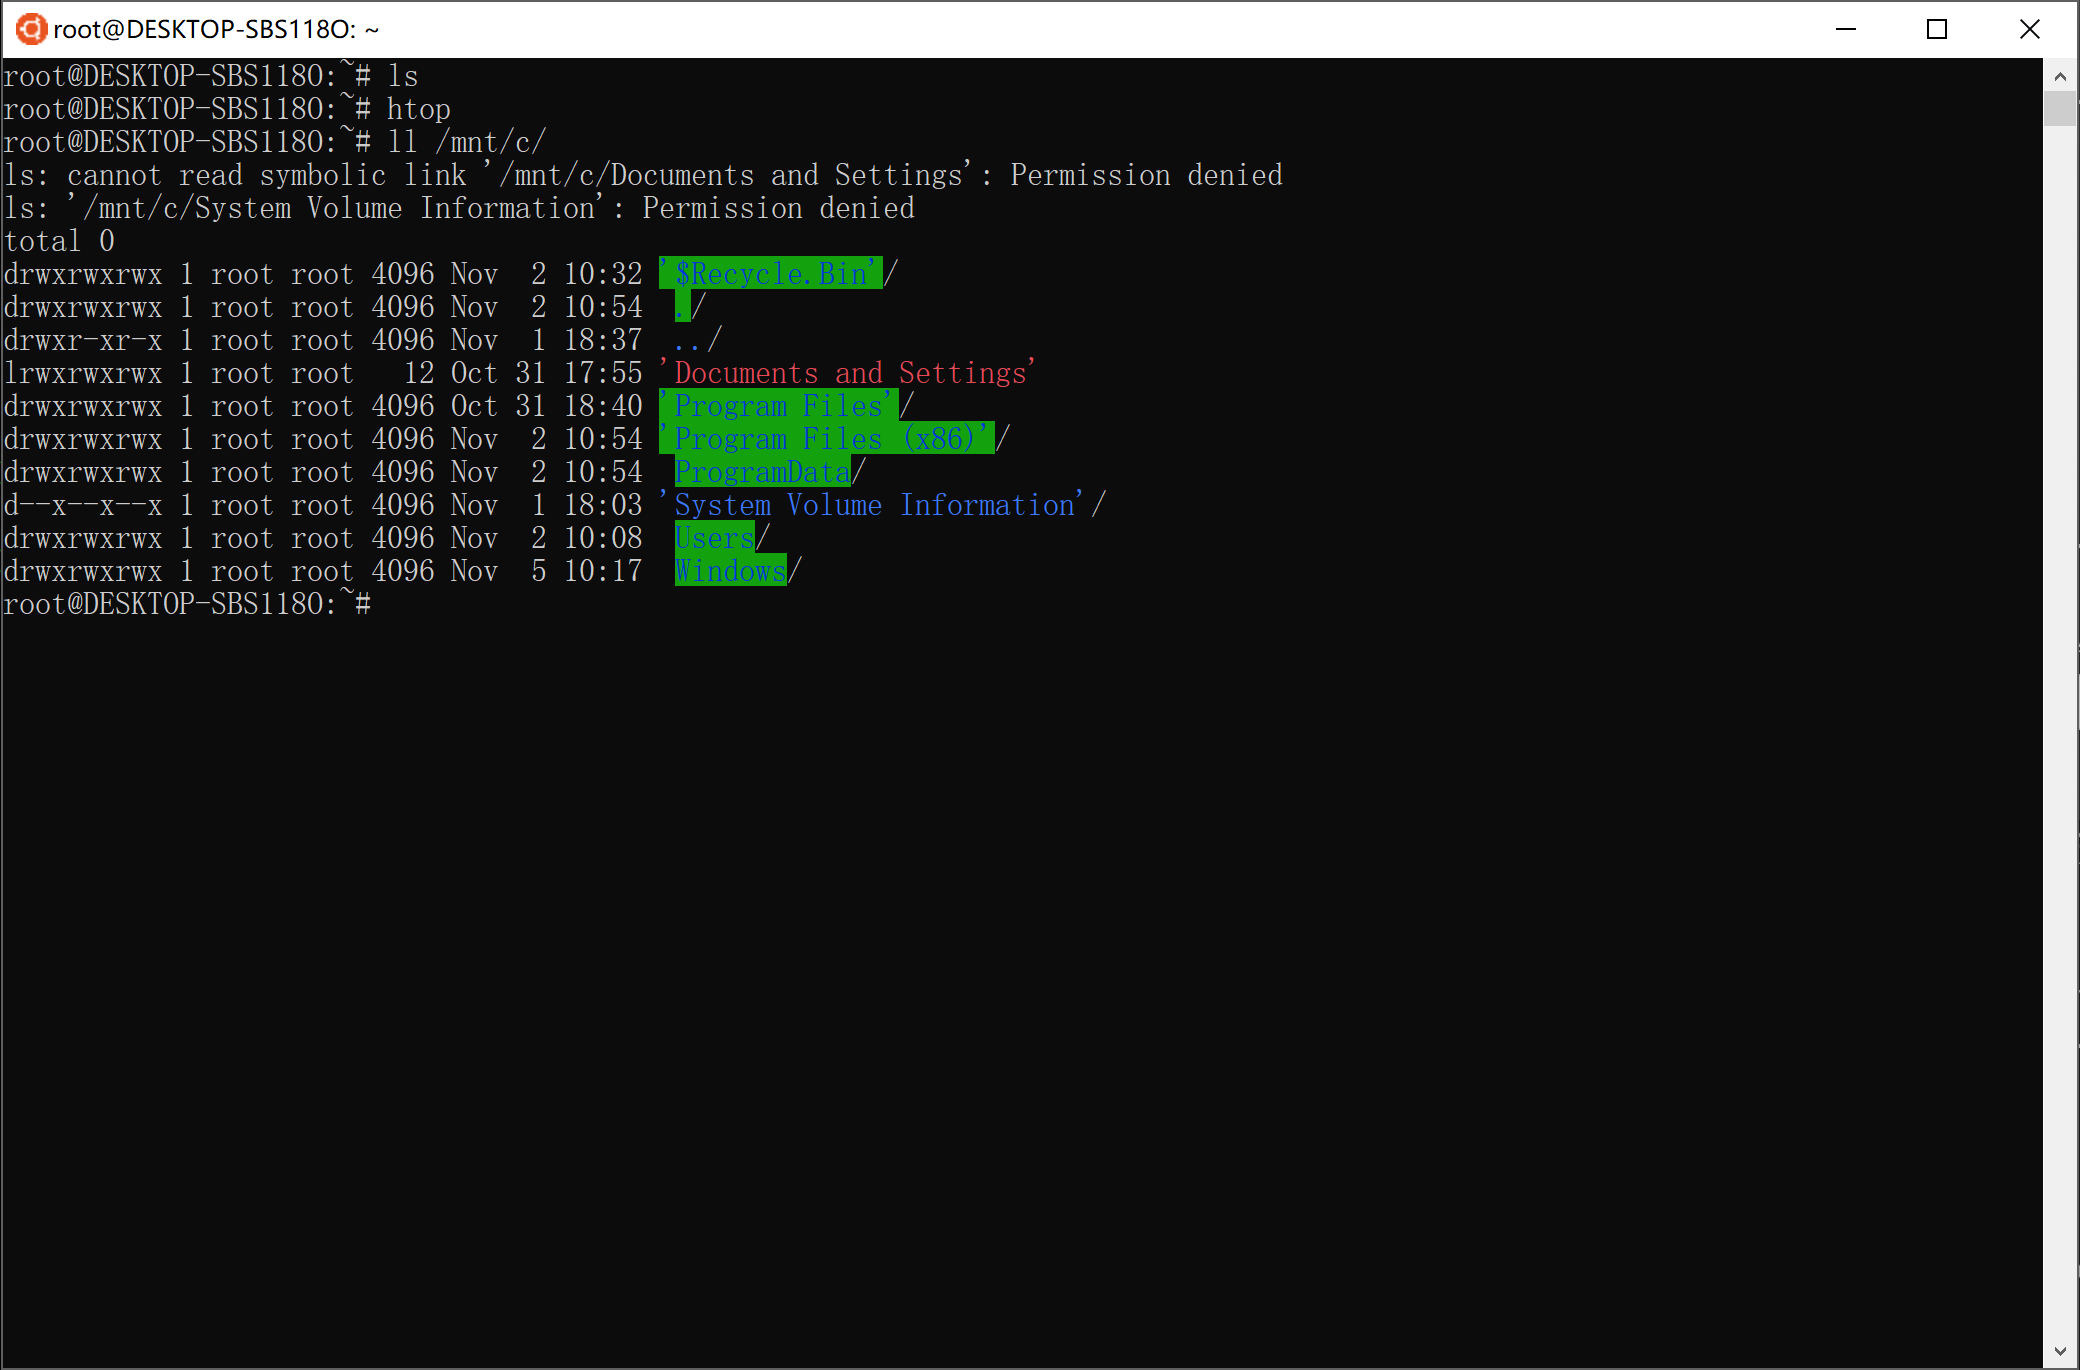 root@DESKTOP-SBS118O: ~
root@DESKTOP-SBS118O:~# ls
root@DESKTOP-SBS118O:~# htop
root@DESKTOP-SBS118O:~# ll /mnt/c/
ls: cannot read symbolic link '/mnt/c/Documents and Settings': Permission denied
ls: '/mnt/c/System Volume Information': Permission denied
total 0
drwxrwxrwx 1 root root 4096 Nov  2 10:32 '$Recycle.Bin'/
drwxrwxrwx 1 root root 4096 Nov  2 10:54  ./
drwxr-xr-x 1 root root 4096 Nov  1 18:37  ../
lrwxrwxrwx 1 root root   12 Oct 31 17:55 'Documents and Settings'
drwxrwxrwx 1 root root 4096 Oct 31 18:40 'Program Files'/
drwxrwxrwx 1 root root 4096 Nov  2 10:54 'Program Files (x86)'/
drwxrwxrwx 1 root root 4096 Nov  2 10:54  ProgramData/
d--x--x--x 1 root root 4096 Nov  1 18:03 'System Volume Information'/
drwxrwxrwx 1 root root 4096 Nov  2 10:08  Users/
drwxrwxrwx 1 root root 4096 Nov  5 10:17  Windows/
root@DESKTOP-SBS118O:~#